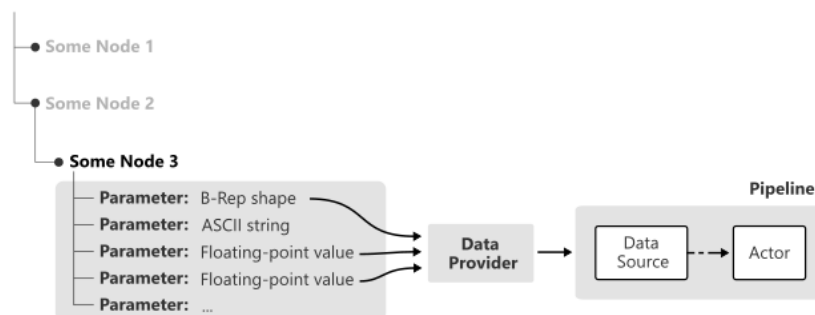 Some Node 1
Some Node 2
Some Node 3
Parameter: B-Rep shape
Parameter: ASCII string
Parameter: Floating-point value
Parameter: Floating-point value
Parameter: ...
Data
Provider
Pipeline
Data
Source
Actor